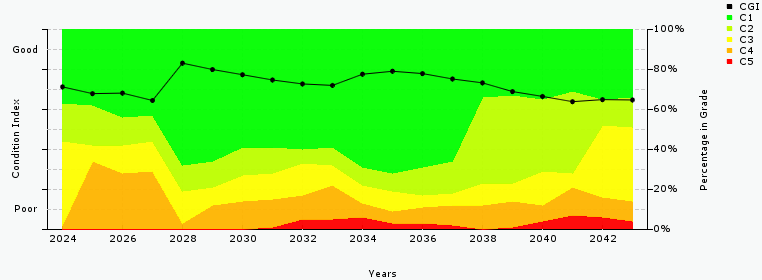 CGI
C1
C2
C3
C4
C5
Good
Poor
Condition Index
100%
80%
60%
40%
20%
0%
Percentage in Grade
2024 2026 2028 2030 2032 2034 2036 2038 2040 2042
Years